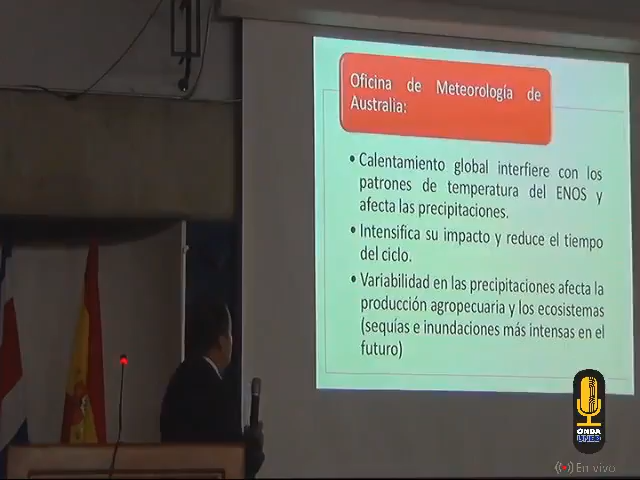 Oficina de Meteorología de
Australia:
• Calentamiento global interfiere con los
patrones de temperatura del ENOS y
afecta las precipitaciones.
• Intensifica su impacto y reduce el tiempo
del ciclo.
• Variabilidad en las precipitaciones afecta la
producción agropecuaria y los ecosistemas
(sequías e inundaciones más intensas en el
futuro)
ONDA
UNED
En vivo